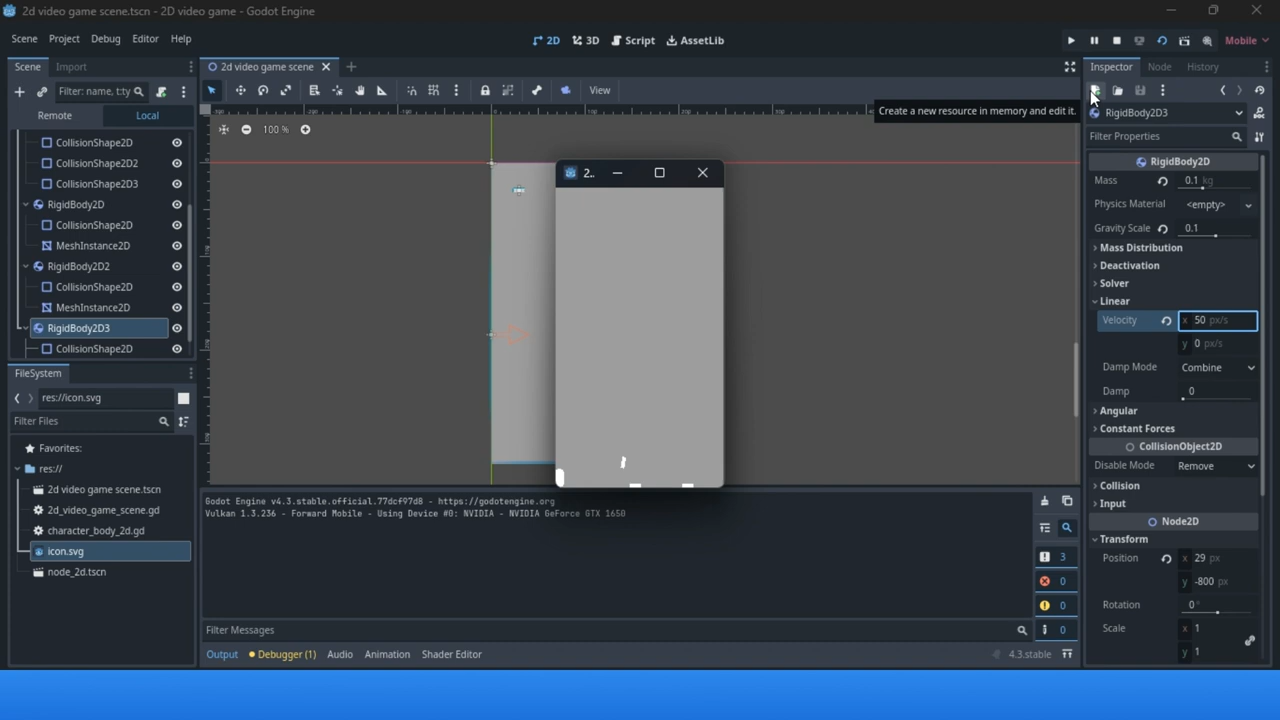 2d video game scene.tscn - 2D video game - Godot Engine
Scene Project Debug Editor Help
2D 3D Script AssetLib
Mobile
Scene Import
2d video game scene
Inspector Node History
Filter: name, t:ty
View
Remote Local
100 %
Create a new resource in memory and edit it.
RigidBody2D3
Filter Properties
CollisionShape2D
CollisionShape2D2
CollisionShape2D3
RigidBody2D
CollisionShape2D
MeshInstance2D
RigidBody2D2
CollisionShape2D
MeshInstance2D
RigidBody2D3
CollisionShape2D
2..
RigidBody2D
Mass 0.1 kg
Physics Material <empty>
Gravity Scale 0.1
Mass Distribution
Deactivation
Solver
Linear
Velocity x 50 px/s
y 0 px/s
Damp Mode Combine
Damp 0
Angular
Constant Forces
CollisionObject2D
Disable Mode Remove
Collision
Input
Node2D
Transform
Position x 29 px
y -800 px
Rotation 0 °
Scale x 1
y 1
FileSystem
res://icon.svg
Filter Files
Favorites:
res://
2d video game scene.tscn
2d_video_game_scene.gd
character_body_2d.gd
icon.svg
node_2d.tscn
Godot Engine v4.3.stable.official.77dcf97d8 - https://godotengine.org
Vulkan 1.3.236 - Forward Mobile - Using Device #0: NVIDIA - NVIDIA GeForce GTX 1650
3
0
0
0
Filter Messages
Output Debugger (1) Audio Animation Shader Editor
4.3.stable